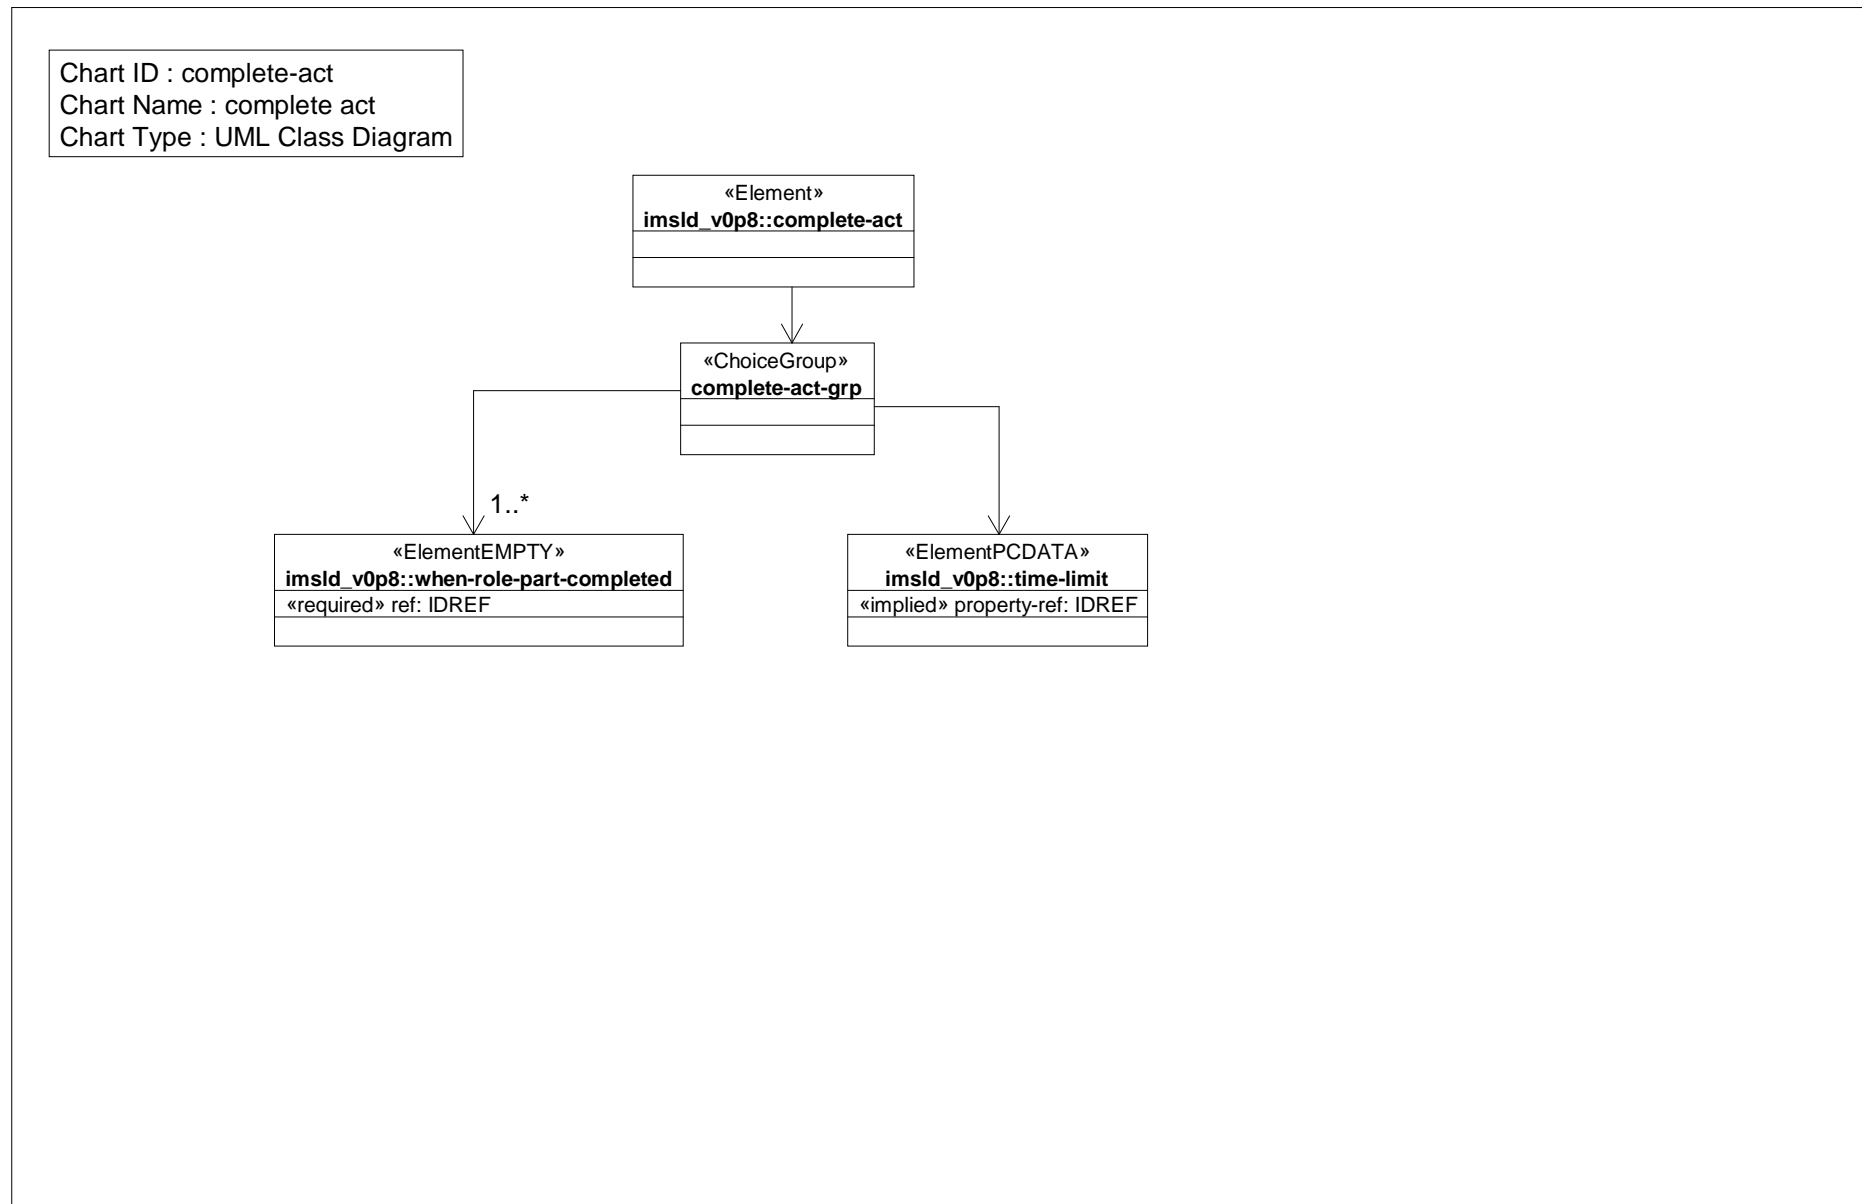 Chart ID : complete-act
Chart Name : complete act
Chart Type : UML Class Diagram
«Element»
imsld_v0p8::complete-act
«ChoiceGroup»
complete-act-grp
1..*
«ElementEMPTY»
imsld_v0p8::when-role-part-completed
«required» ref: IDREF
«ElementPCDATA»
imsld_v0p8::time-limit
«implied» property-ref: IDREF